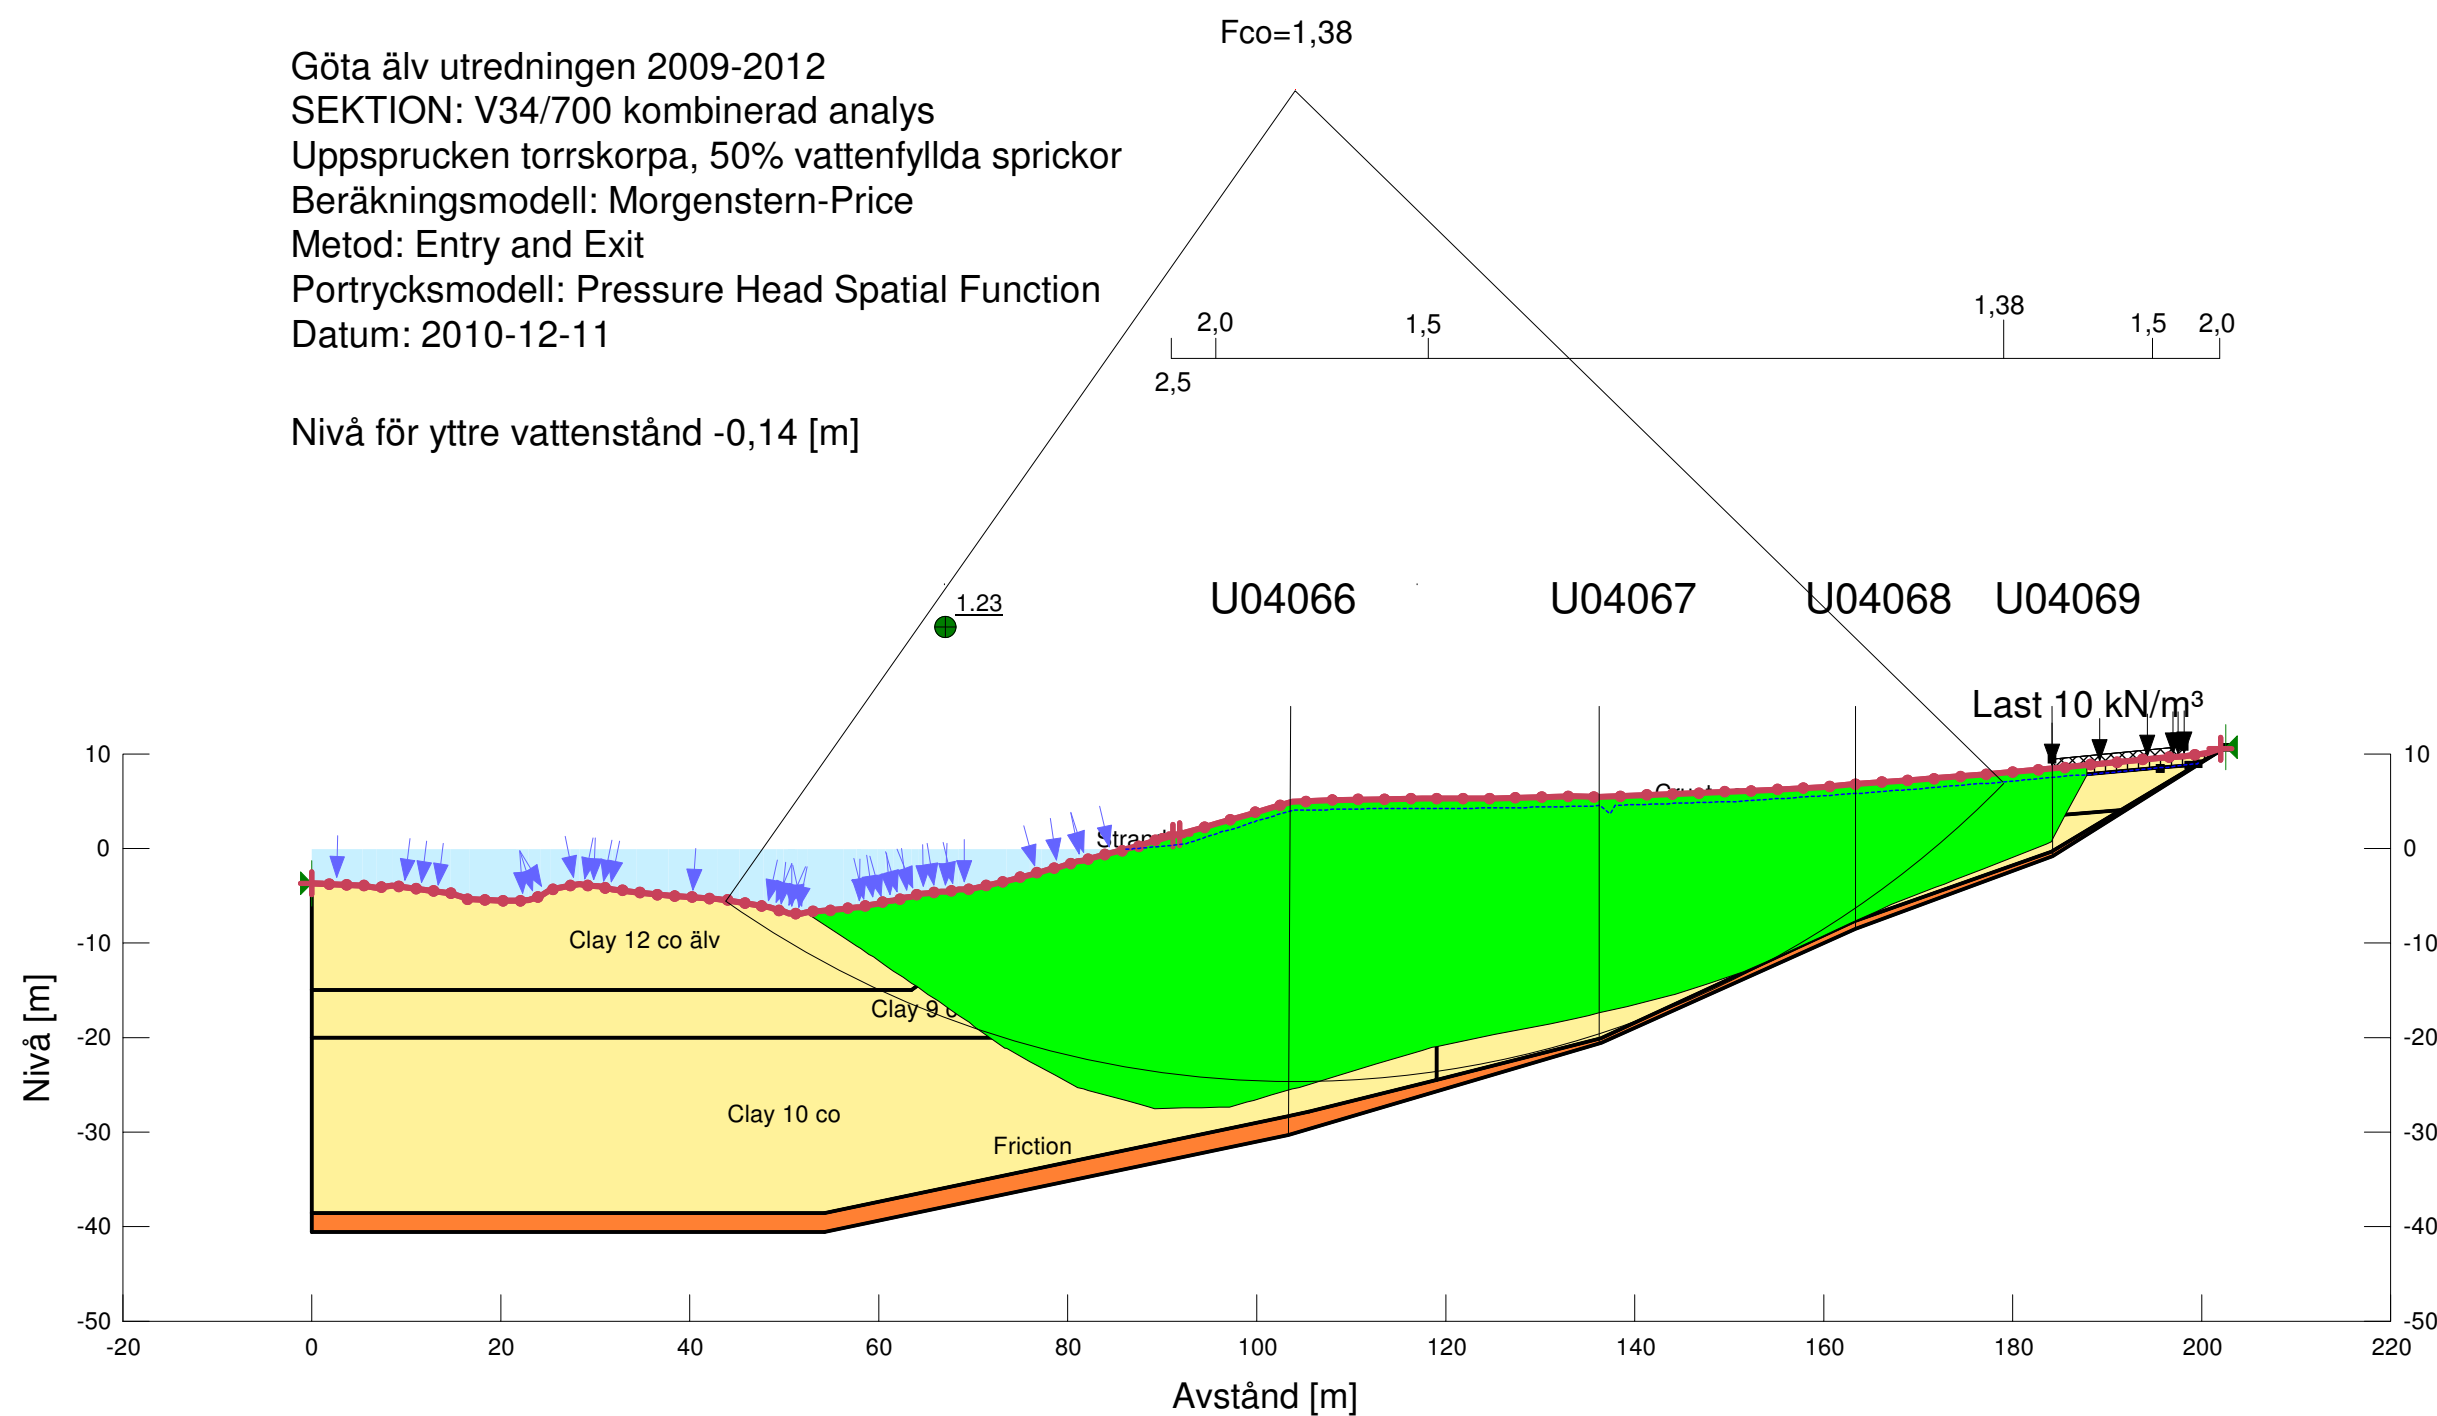 Fco=1,38
Göta älv utredningen 2009-2012
SEKTION: V34/700 kombinerad analys
Uppsprucken torrskorpa, 50% vattenfyllda sprickor
Beräkningsmodell: Morgenstern-Price
Metod: Entry and Exit
Portrycksmodell: Pressure Head Spatial Function
Datum: 2010-12-11
Nivå för yttre vattenstånd -0,14 [m]
2,0
1,5
1,38
1,5
2,0
2,5
1.23
U04066
U04067
U04068
U04069
Last 10 kN/m³
10
0
-10
-20
-30
-40
-50
Nivå [m]
Clay 12 co älv
Clay 9
Clay 10 co
Friction
Strand
10
0
-10
-20
-30
-40
-50
-20
0
20
40
60
80
100
120
140
160
180
200
220
Avstånd [m]